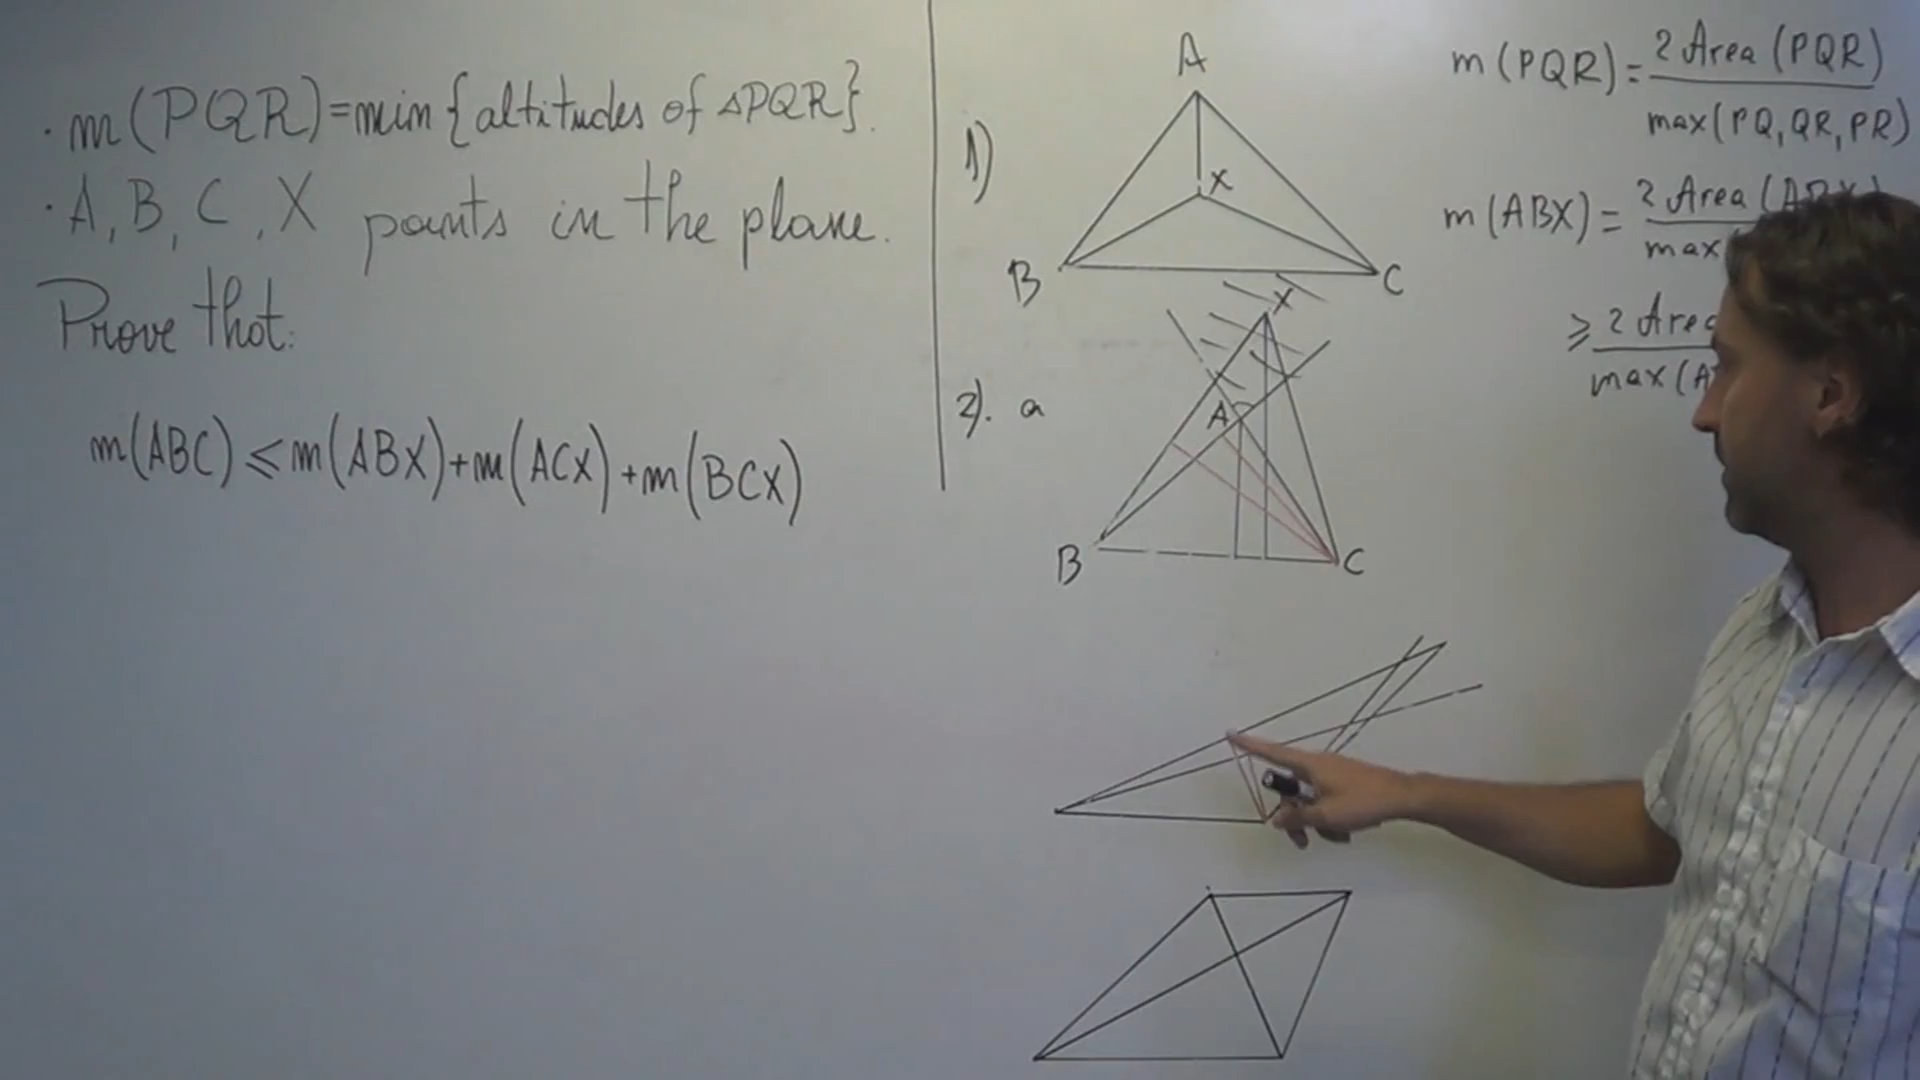 · m(PQR)=min{altitudes of △PQR}.
· A, B, C, X points in the plane.
Prove that:
m(ABC) ⩽ m(ABX)+m(ACX)+m(BCX)
1)
A
X
B
C
2). a
X
A
B
C
m(PQR)= 2 Area (PQR)
max(PQ,QR,PR)
m(ABX)= 2 Area (ABX)
max
⩾ 2 Area
max(A